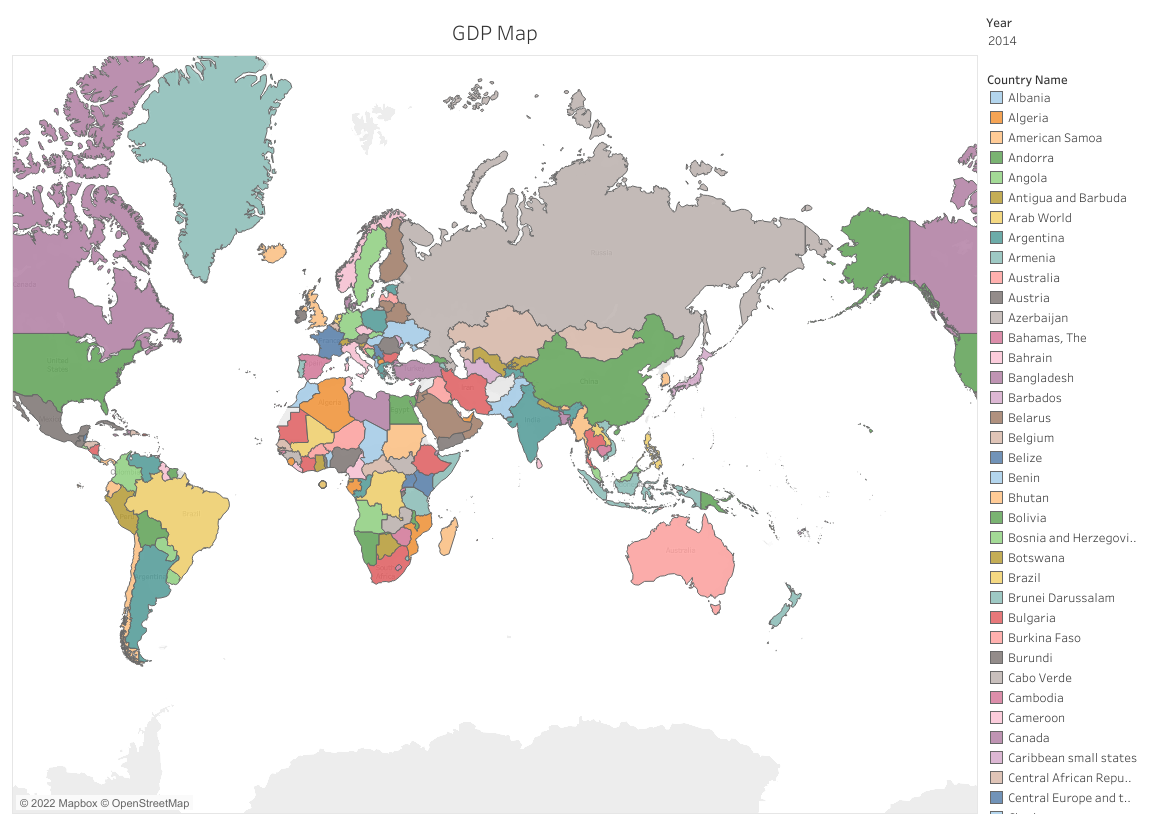 GDP Map
Year
2014
Country Name
Albania
Algeria
American Samoa
Andorra
Angola
Antigua and Barbuda
Arab World
Argentina
Armenia
Australia
Austria
Azerbaijan
Bahamas, The
Bahrain
Bangladesh
Barbados
Belarus
Belgium
Belize
Benin
Bhutan
Bolivia
Bosnia and Herzegovi..
Botswana
Brazil
Brunei Darussalam
Bulgaria
Burkina Faso
Burundi
Cabo Verde
Cambodia
Cameroon
Canada
Caribbean small states
Central African Repu..
Central Europe and t..
Canada
United
States
Russia
China
Algeria
Brazil
Australia
© 2022 Mapbox © OpenStreetMap